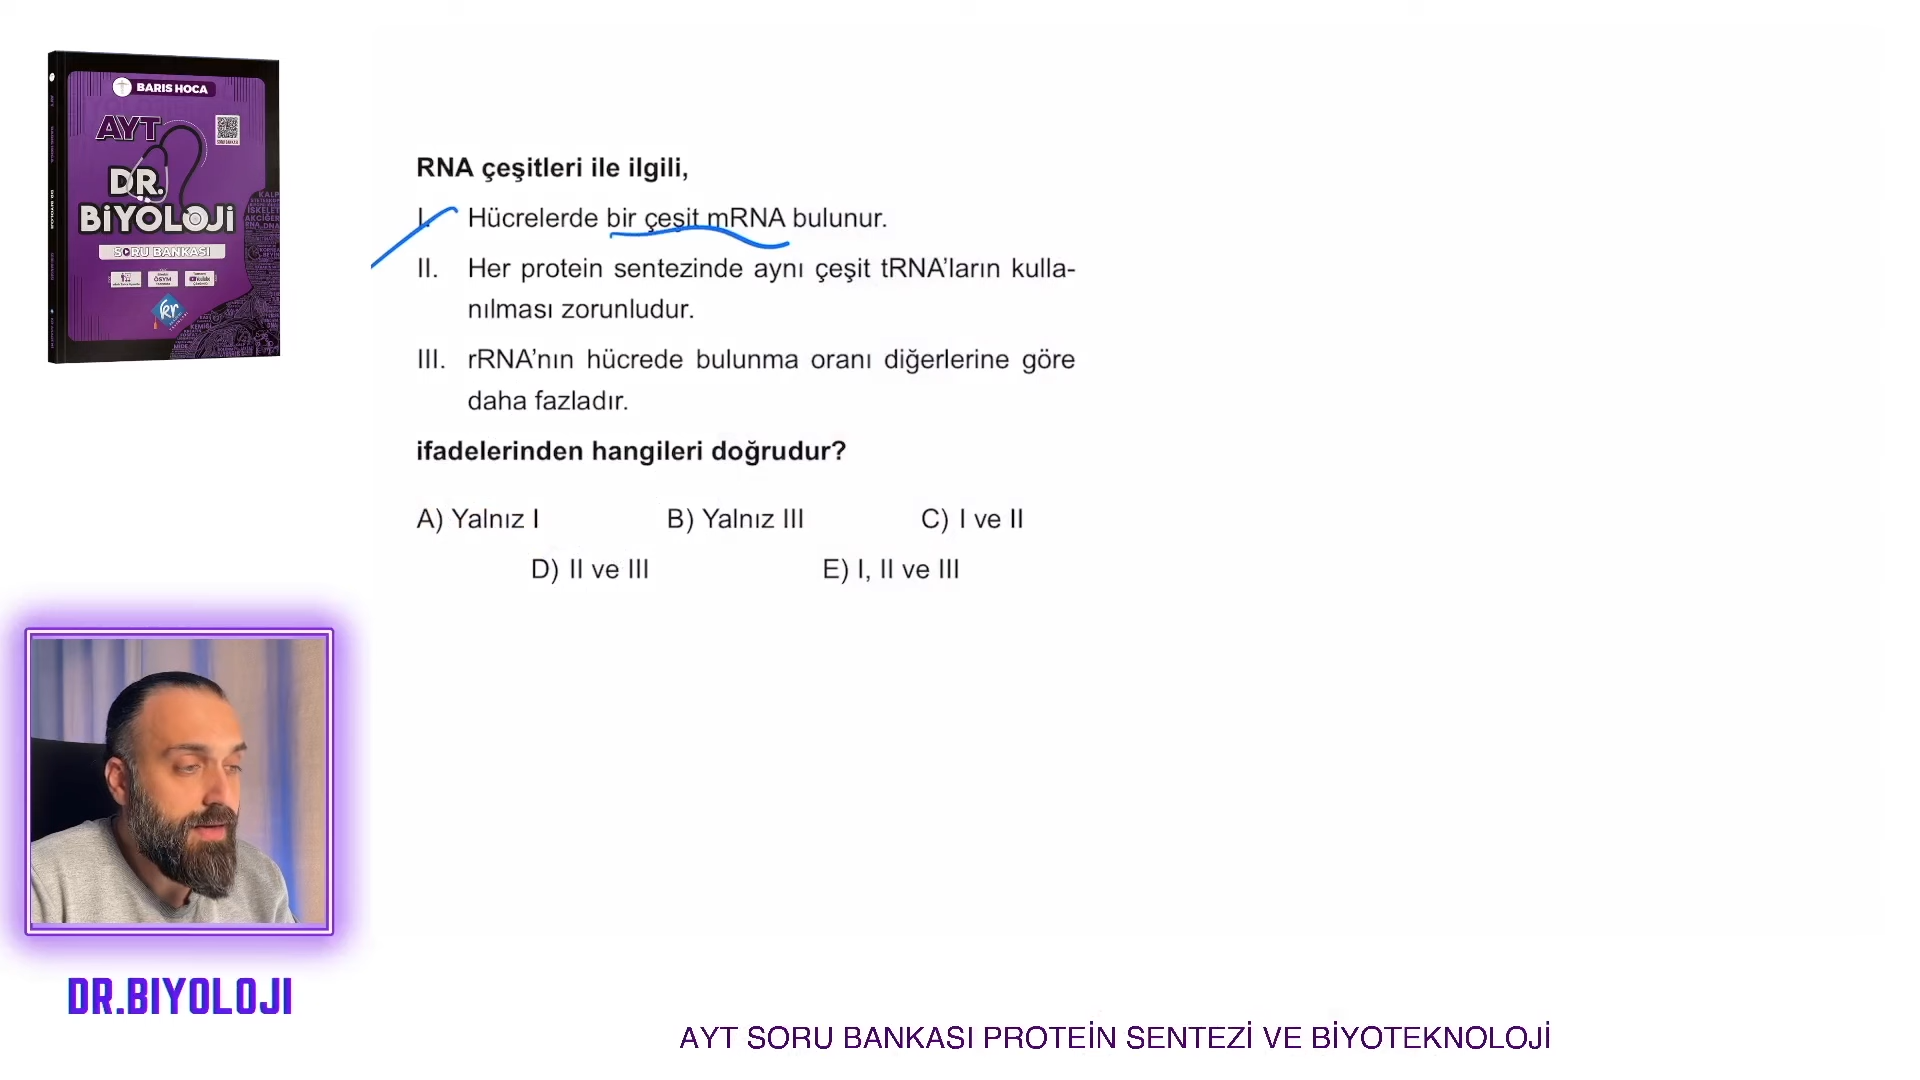 BARIS HOCA
AYT
DR.
BİYOLOJİ
SORU BANKASI
RNA çeşitleri ile ilgili,
I. Hücrelerde bir çeşit mRNA bulunur.
II. Her protein sentezinde aynı çeşit tRNA’ların kulla-
nılması zorunludur.
III. rRNA’nın hücrede bulunma oranı diğerlerine göre
daha fazladır.
ifadelerinden hangileri doğrudur?
A) Yalnız I B) Yalnız III C) I ve II
D) II ve III E) I, II ve III
DR.BIYOLOJI
AYT SORU BANKASI PROTEİN SENTEZİ VE BİYOTEKNOLOJİ